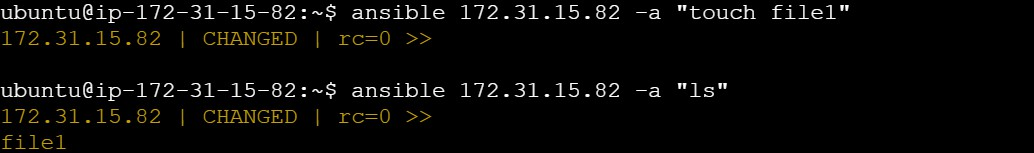 ubuntu@ip-172-31-15-82:~$ ansible 172.31.15.82 -a "touch file1"
172.31.15.82 | CHANGED | rc=0 >>
ubuntu@ip-172-31-15-82:~$ ansible 172.31.15.82 -a "ls"
172.31.15.82 | CHANGED | rc=0 >>
file1